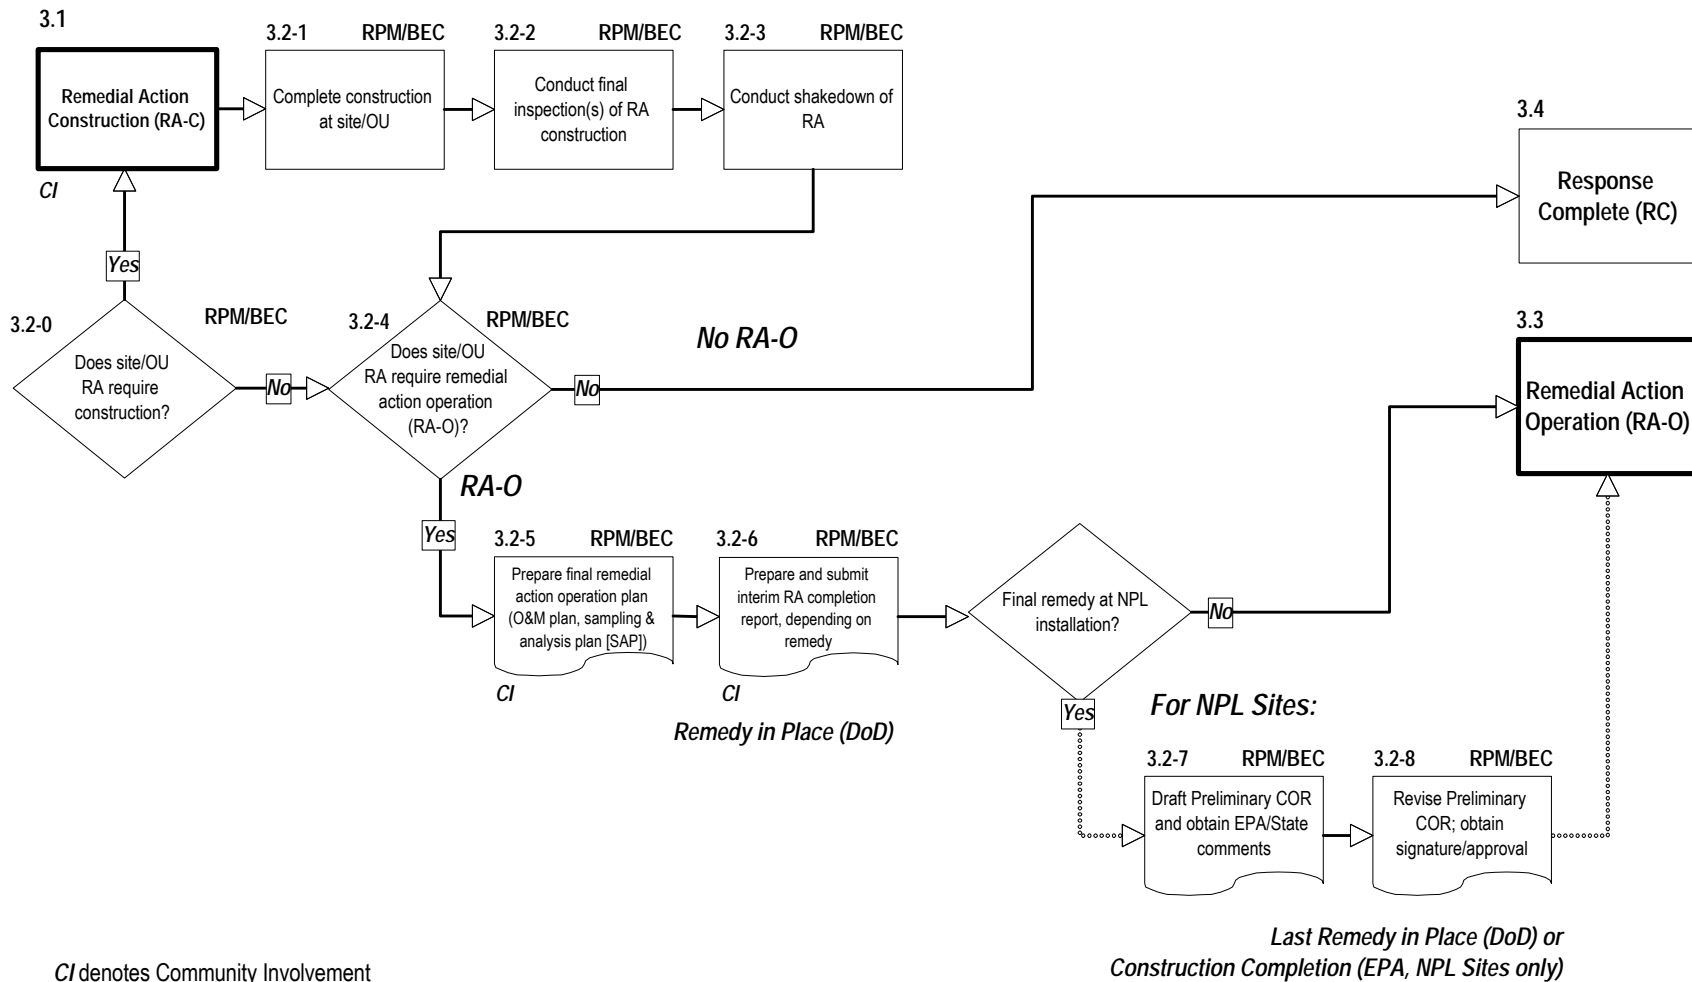 3.1
Remedial Action
Construction (RA-C)
CI
3.2-1 RPM/BEC
Complete construction
at site/OU
3.2-2 RPM/BEC
Conduct final
inspection(s) of RA
construction
3.2-3 RPM/BEC
Conduct shakedown of
RA
3.4
Response
Complete (RC)
Yes
3.2-0 RPM/BEC
Does site/OU
RA require
construction?
No
3.2-4 RPM/BEC
Does site/OU
RA require remedial
action operation
(RA-O)?
No RA-O
No
3.3
Remedial Action
Operation (RA-O)
RA-O
Yes
3.2-5 RPM/BEC
Prepare final remedial
action operation plan
(O&M plan, sampling &
analysis plan [SAP])
CI
3.2-6 RPM/BEC
Prepare and submit
interim RA completion
report, depending on
remedy
CI
Remedy in Place (DoD)
Final remedy at NPL
installation?
No
Yes
For NPL Sites:
3.2-7 RPM/BEC
Draft Preliminary COR
and obtain EPA/State
comments
3.2-8 RPM/BEC
Revise Preliminary
COR; obtain
signature/approval
Last Remedy in Place (DoD) or
Construction Completion (EPA, NPL Sites only)
CI denotes Community Involvement